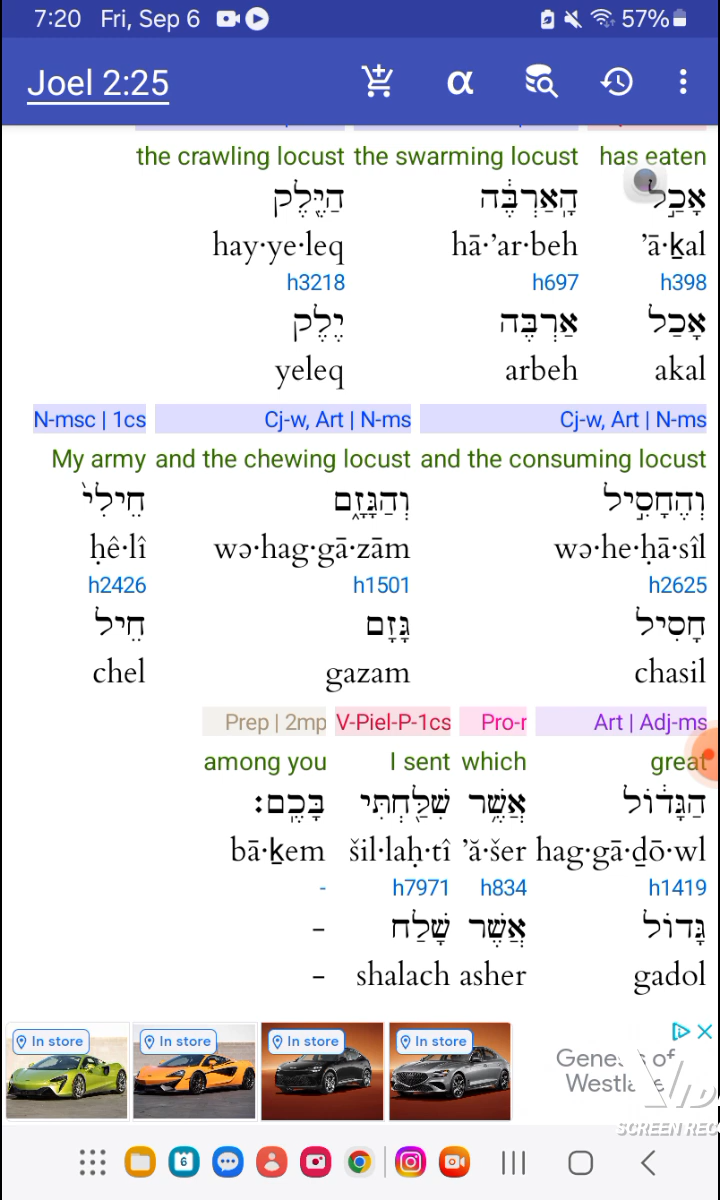 7:20 Fri, Sep 6 57%
Joel 2:25 α
the crawling locust the swarming locust has eaten
הַיֶּ֖לֶק הָֽאַרְבֶּ֔ה אָכַ֣ל
hay·ye·leq hā·’ar·beh ’ā·ḵal
h3218 h697 h398
יֶלֶק אַרְבֶּה אָכַל
yeleq arbeh akal
N-msc | 1cs Cj-w, Art | N-ms Cj-w, Art | N-ms
My army and the chewing locust and the consuming locust
חֵילִי֙ וְהַגָּזָ֑ם וְהֶחָסִ֣יל
ḥê·lî wə·hag·gā·zām wə·he·ḥā·sîl
h2426 h1501 h2625
חֵיל גָּזָם חָסִיל
chel gazam chasil
Prep | 2mp V-Piel-P-1cs Pro-r Art | Adj-ms
among you I sent which great
בָּכֶֽם׃ שִׁלַּ֖חְתִּי אֲשֶׁ֥ר הַגָּד֔וֹל
bā·ḵem šil·laḥ·tî ’ă·šer hag·gā·ḏō·wl
- h7971 h834 h1419
– שָׁלַח אֲשֶׁר גָּדוֹל
– shalach asher gadol
In store In store In store In store
6